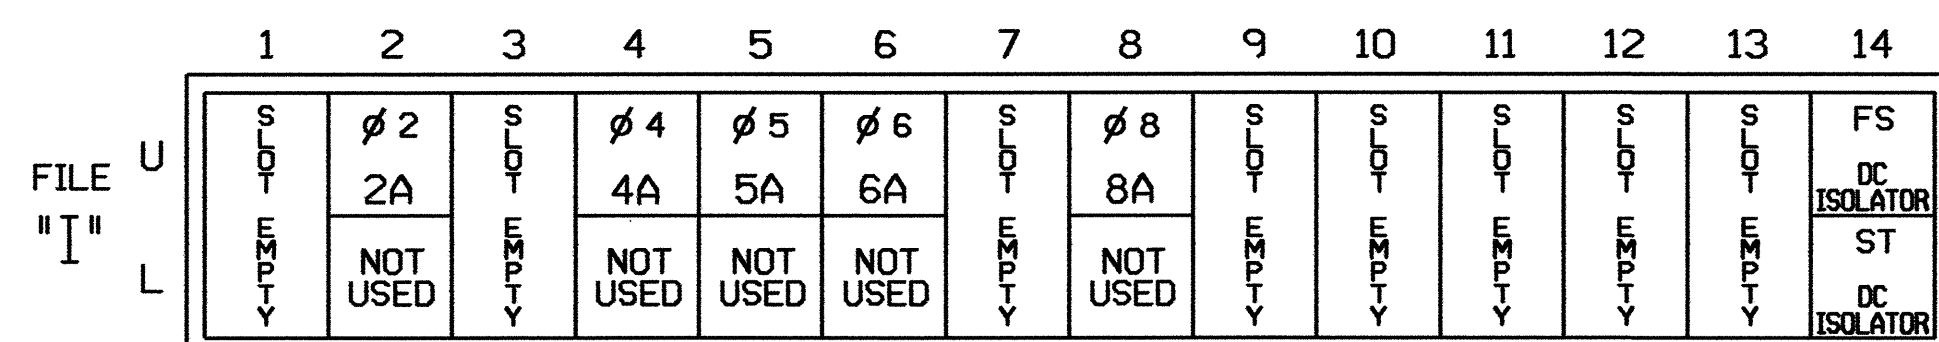 1 2 3 4 5 6 7 8 9 10 11 12 13 14
FILE "I"
U
L
SLOT EMPTY
ø 2
2A
NOT USED
SLOT EMPTY
ø 4
4A
NOT USED
ø 5
5A
NOT USED
ø 6
6A
NOT USED
SLOT EMPTY
ø 8
8A
NOT USED
SLOT EMPTY
SLOT EMPTY
SLOT EMPTY
SLOT EMPTY
SLOT EMPTY
FS
DC
ISOLATOR
ST
DC
ISOLATOR